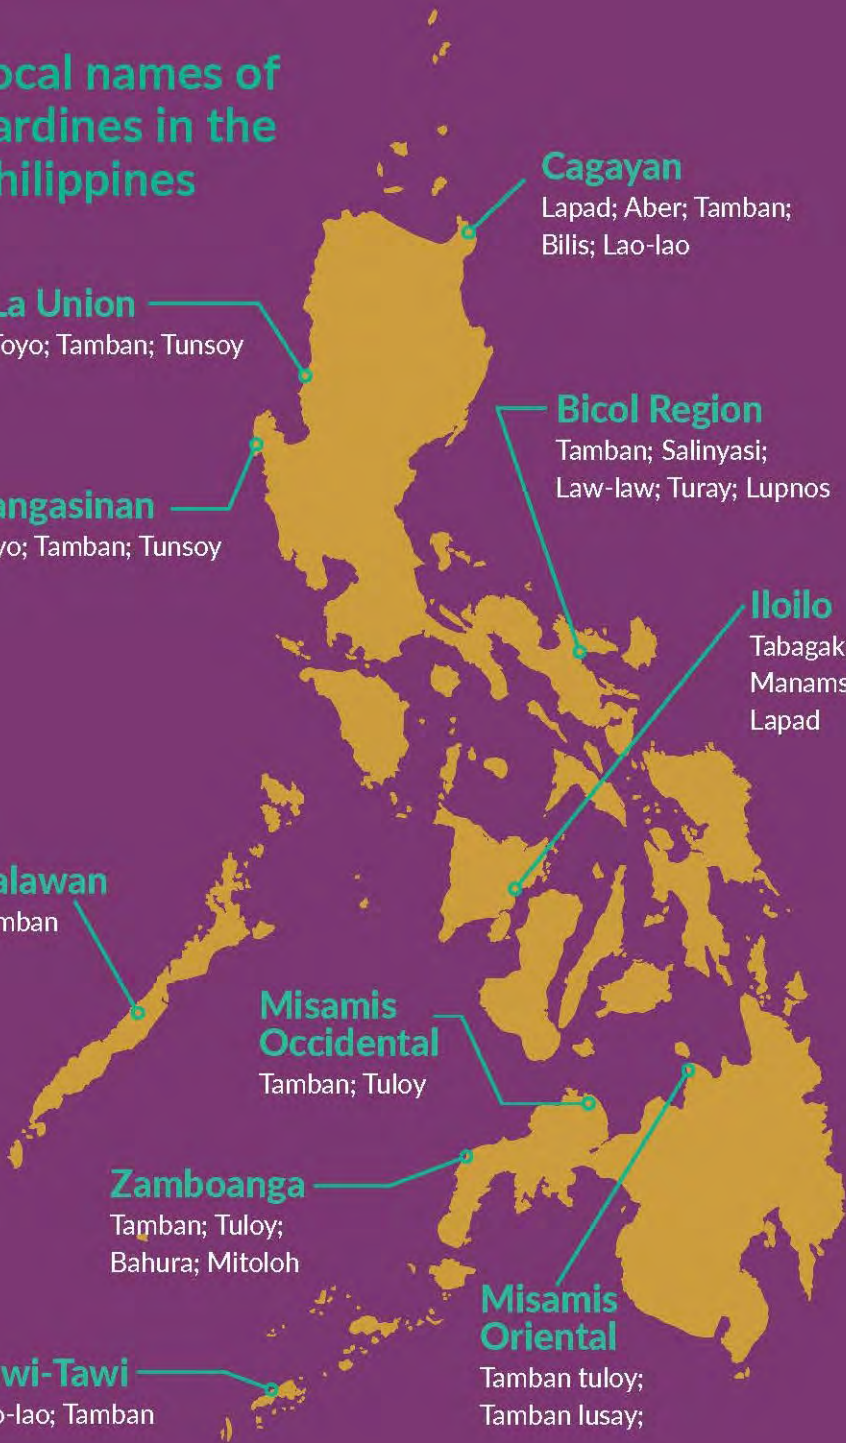 ocal names of
ardines in the
hilippines
Cagayan
Lapad; Aber; Tamban;
Bilis; Lao-lao
La Union
Toyo; Tamban; Tunsoy
Bicol Region
Tamban; Salinyasi;
Law-law; Turay; Lupnos
angasinan
yo; Tamban; Tunsoy
Iloilo
Tabagak
Manams
Lapad
alawan
mban
Misamis
Occidental
Tamban; Tuloy
Zamboanga
Tamban; Tuloy;
Bahura; Mitoloh
Misamis
Oriental
Tamban tuloy;
Tamban lusay;
wi-Tawi
o-lao; Tamban